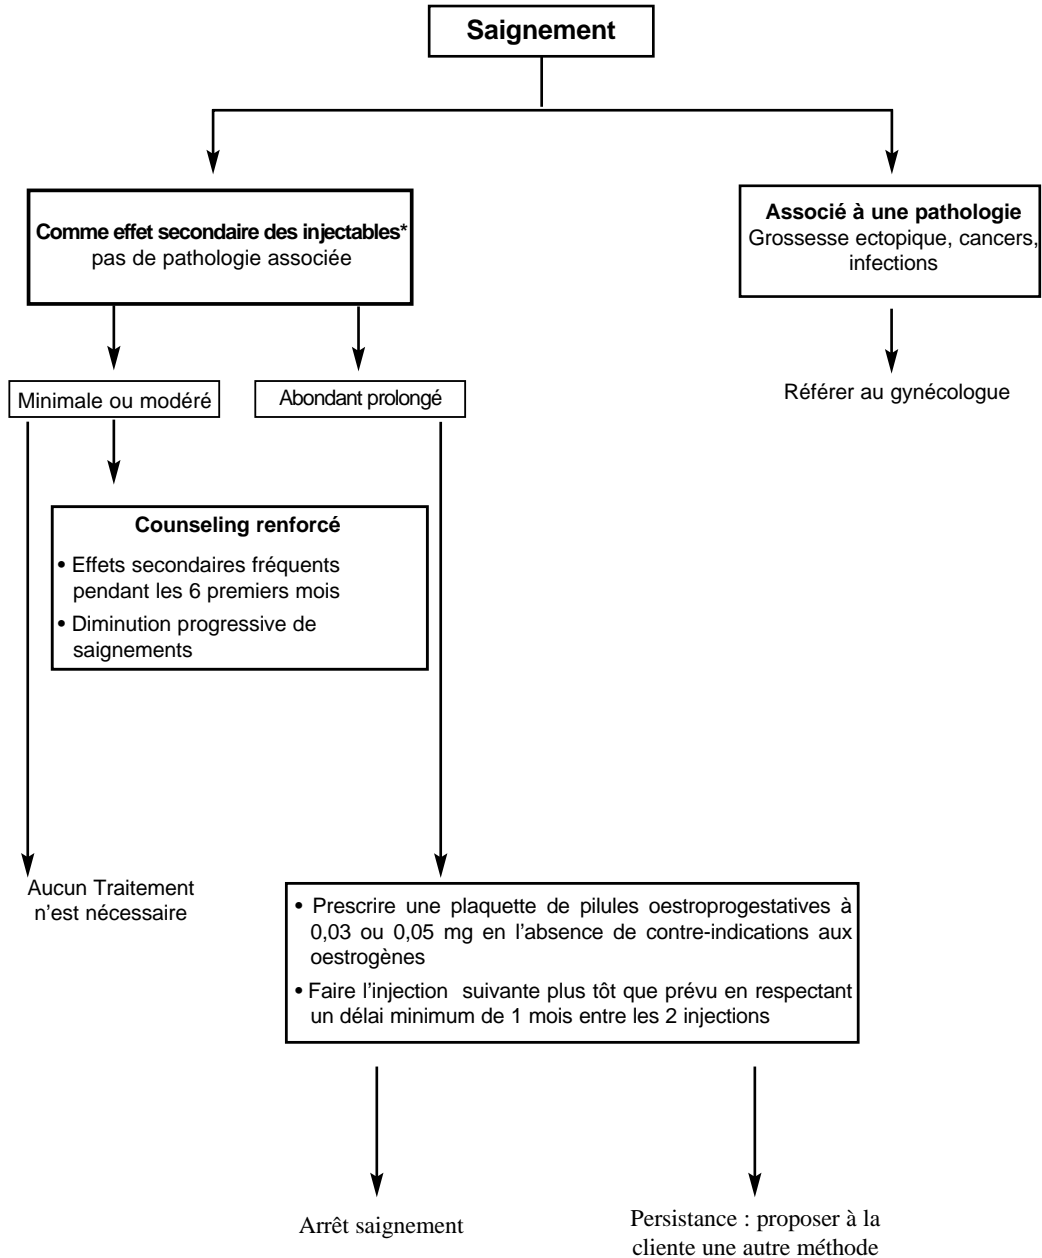 Saignement
Comme effet secondaire des injectables*
pas de pathologie associée
Associé à une pathologie
Grossesse ectopique, cancers,
infections
Minimale ou modéré
Abondant prolongé
Référer au gynécologue
Counseling renforcé
• Effets secondaires fréquents
pendant les 6 premiers mois
• Diminution progressive de
saignements
Aucun Traitement
n’est nécessaire
• Prescrire une plaquette de pilules oestroprogestatives à
0,03 ou 0,05 mg en l’absence de contre-indications aux
oestrogènes
• Faire l’injection suivante plus tôt que prévu en respectant
un délai minimum de 1 mois entre les 2 injections
Arrêt saignement
Persistance : proposer à la
cliente une autre méthode